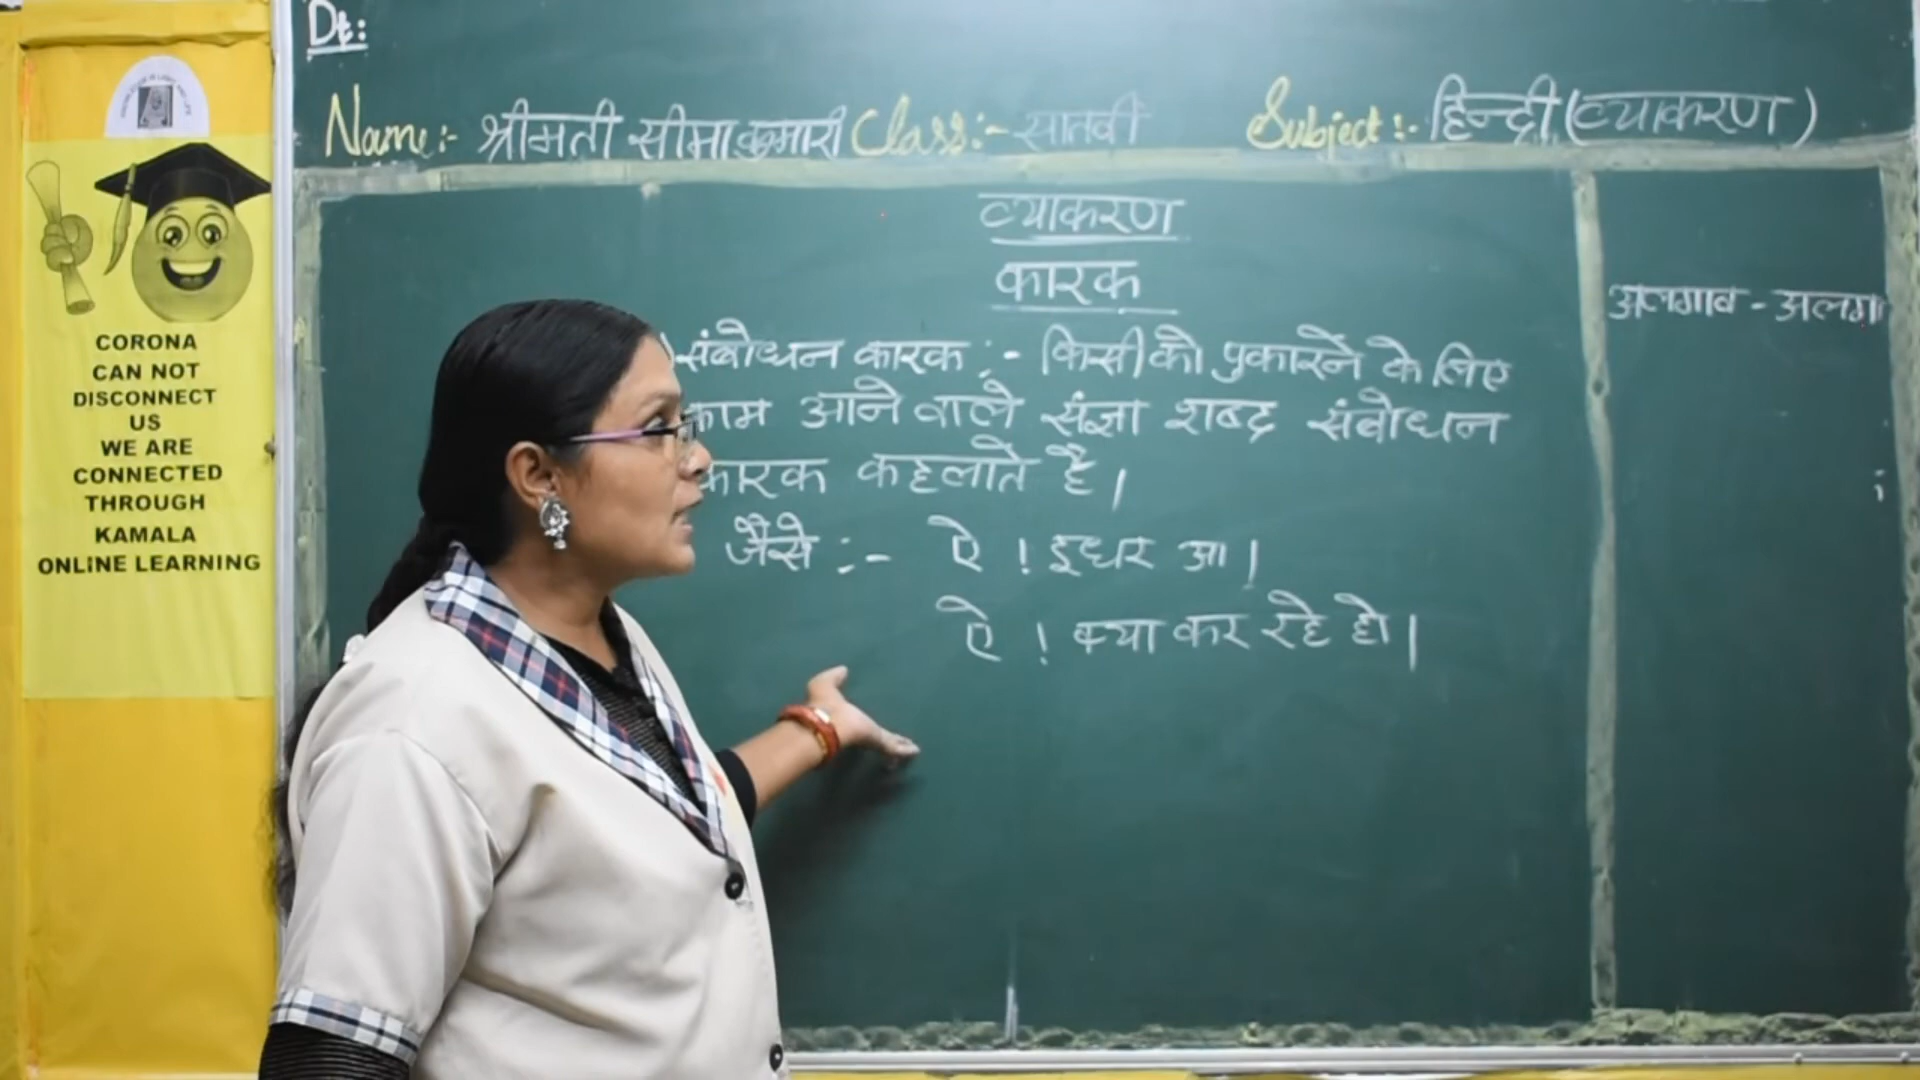 Dt:
Name:- श्रीमती सीमा कुमारी Class:- सातवीं Subject:- हिन्दी (व्याकरण)
व्याकरण
कारक
संबोधन कारक :- किसी को पुकारने के लिए
काम आने वाले संज्ञा शब्द संबोधन
कारक कहलाते है।
जैसे :- ऐ ! इधर आ।
ऐ ! क्या कर रहे हो।
अलगाव - अलग
CORONA
CAN NOT
DISCONNECT
US
WE ARE
CONNECTED
THROUGH
KAMALA
ONLINE LEARNING